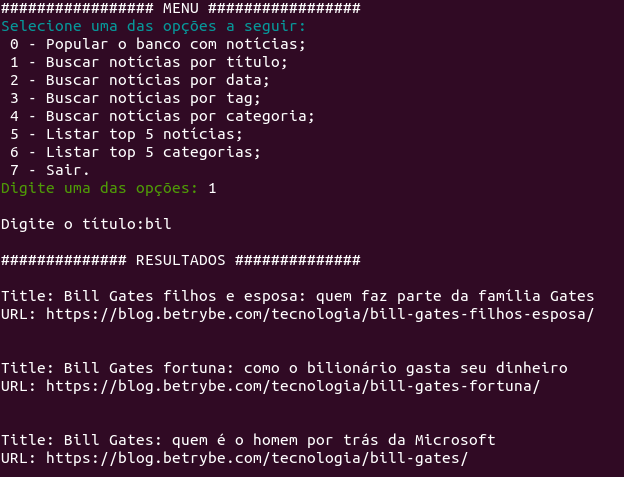 ################# MENU #################
Selecione uma das opções a seguir:
0 - Popular o banco com notícias;
1 - Buscar notícias por título;
2 - Buscar notícias por data;
3 - Buscar notícias por tag;
4 - Buscar notícias por categoria;
5 - Listar top 5 notícias;
6 - Listar top 5 categorias;
7 - Sair.
Digite uma das opções: 1
Digite o título:bil
############## RESULTADOS ##############
Title: Bill Gates filhos e esposa: quem faz parte da família Gates
URL: https://blog.betrybe.com/tecnologia/bill-gates-filhos-esposa/
Title: Bill Gates fortuna: como o bilionário gasta seu dinheiro
URL: https://blog.betrybe.com/tecnologia/bill-gates-fortuna/
Title: Bill Gates: quem é o homem por trás da Microsoft
URL: https://blog.betrybe.com/tecnologia/bill-gates/